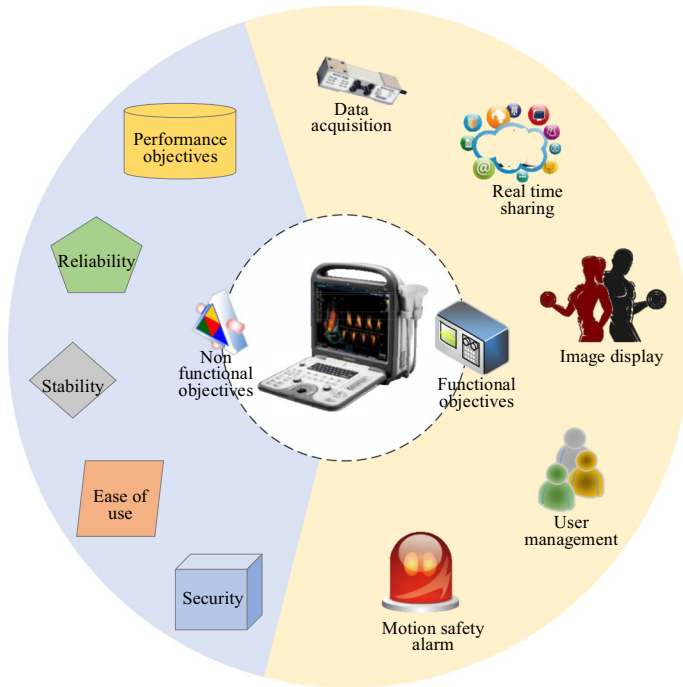 Data
acquisition
Performance
objectives
Real time
sharing
Reliability
Non
functional
objectives
Functional
objectives
Image display
Stability
Ease of
use
User
management
Security
Motion safety
alarm